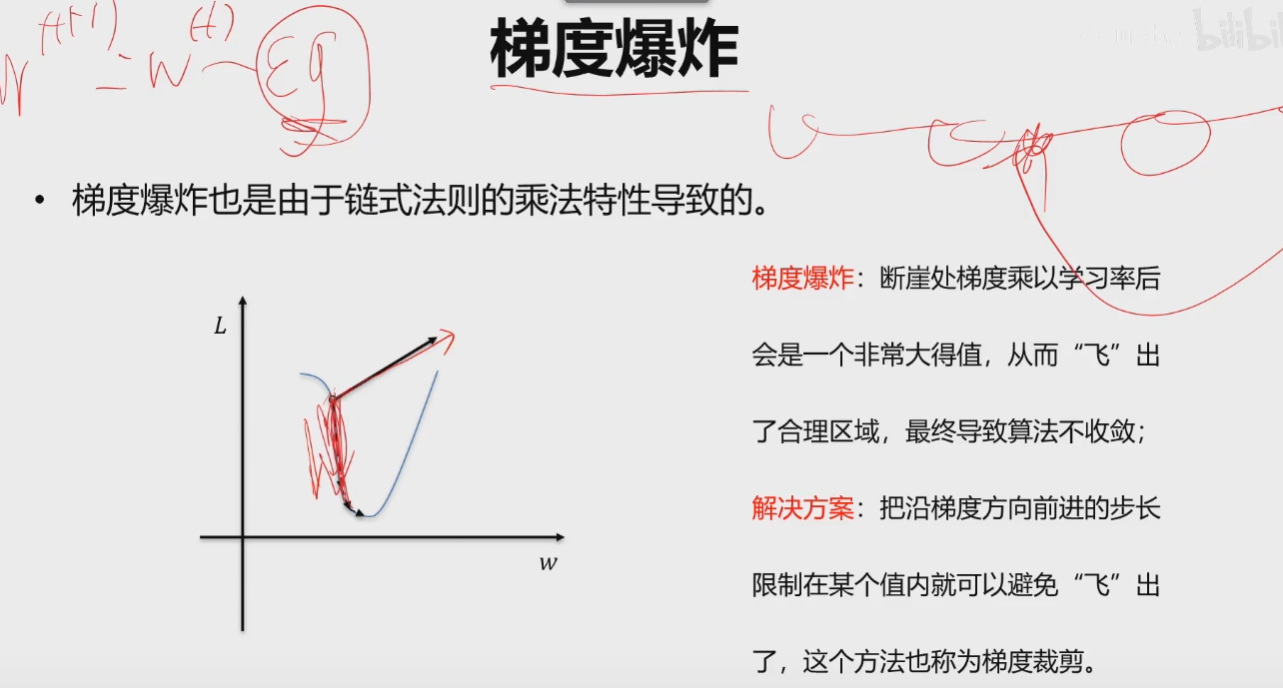 W^(t+1) = W^(t) - εg
梯度爆炸
bilibili
• 梯度爆炸也是由于链式法则的乘法特性导致的。
L
w
梯度爆炸：断崖处梯度乘以学习率后
会是一个非常大得值，从而“飞”出
了合理区域，最终导致算法不收敛；
解决方案：把沿梯度方向前进的步长
限制在某个值内就可以避免“飞”出
了，这个方法也称为梯度裁剪。